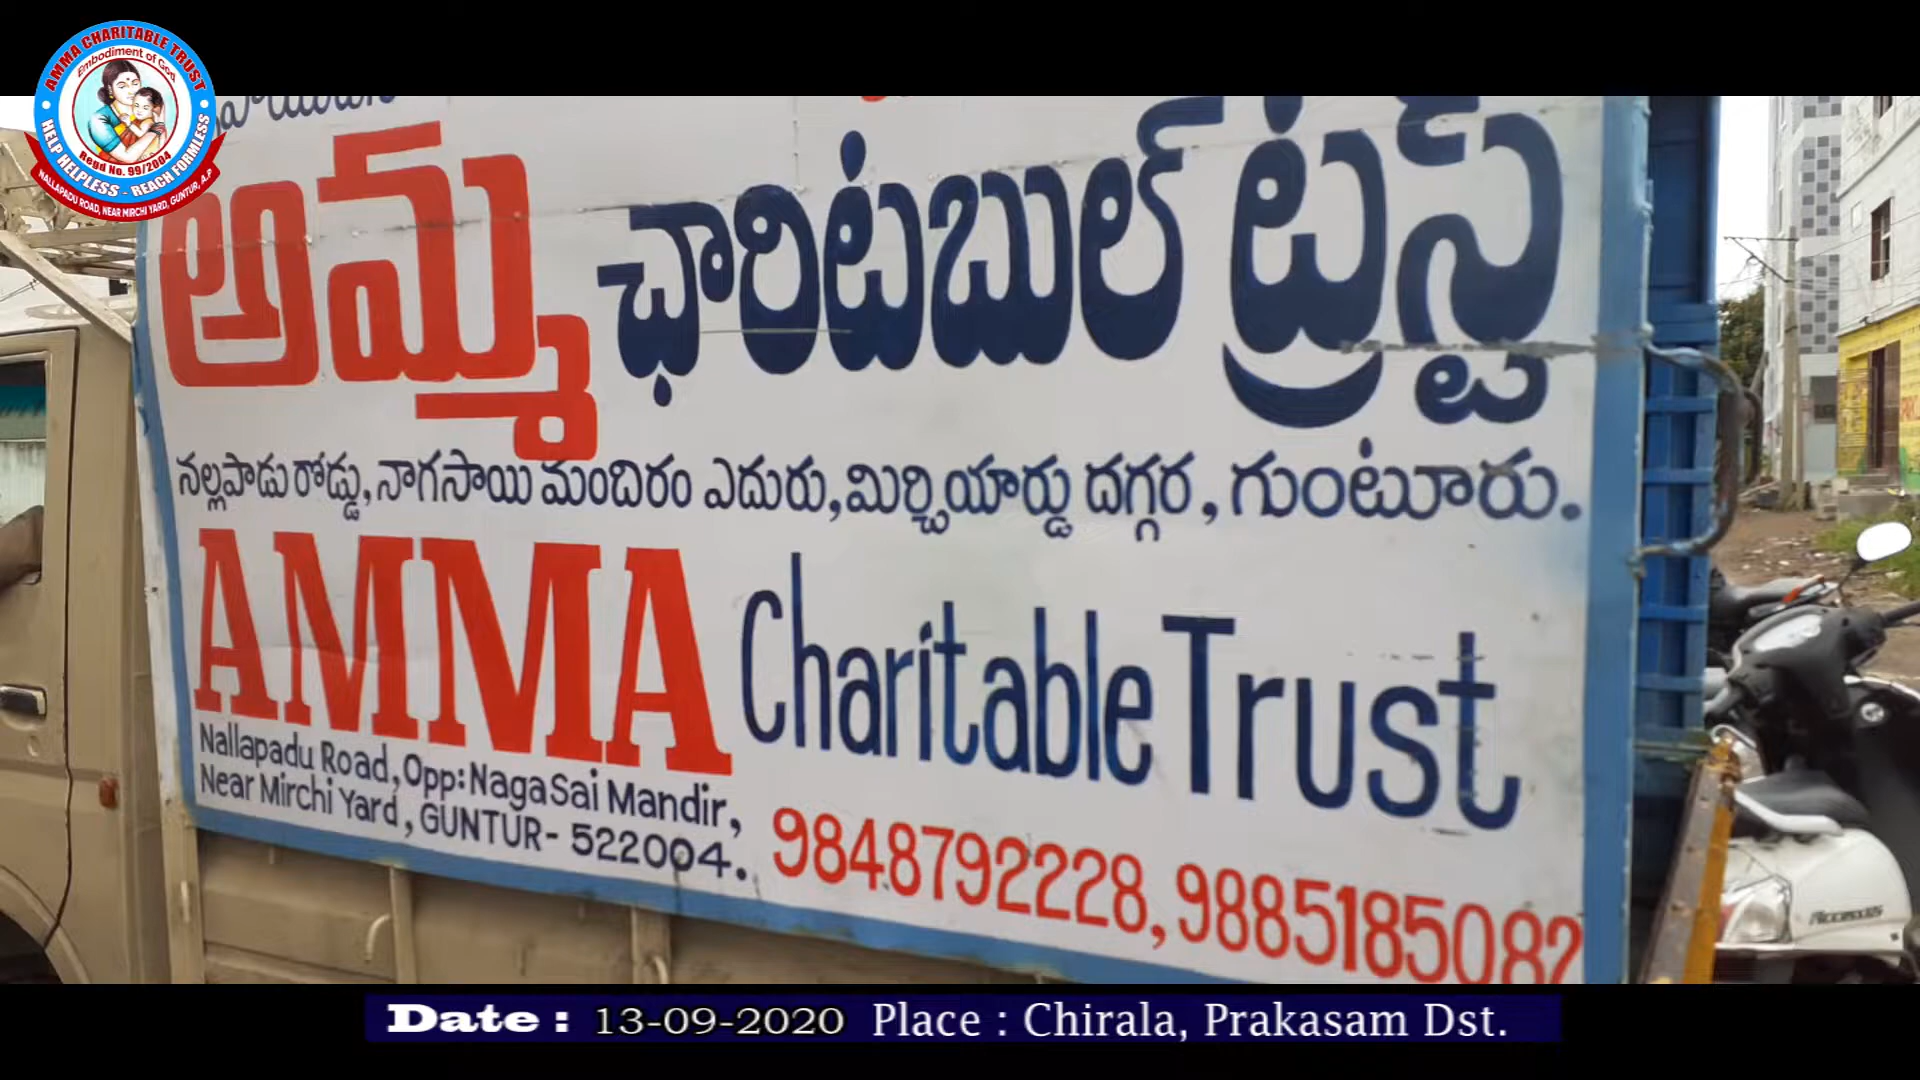 AMMA CHARITABLE TRUST
Embodiment of God
Regd No. 99/2004
HELP HELPLESS - REACH FORMLESS
NALLAPADU ROAD, NEAR MIRCHI YARD, GUNTUR, A.P
అమ్మ ఛారిటబుల్ ట్రస్ట్
నల్లపాడు రోడ్డు, నాగసాయి మందిరం ఎదురు, మిర్చియార్డు దగ్గర, గుంటూరు.
AMMA Charitable Trust
Nallapadu Road, Opp: Naga Sai Mandir,
Near Mirchi Yard, GUNTUR- 522004.
9848792228, 9885185082
Date : 13-09-2020 Place : Chirala, Prakasam Dst.